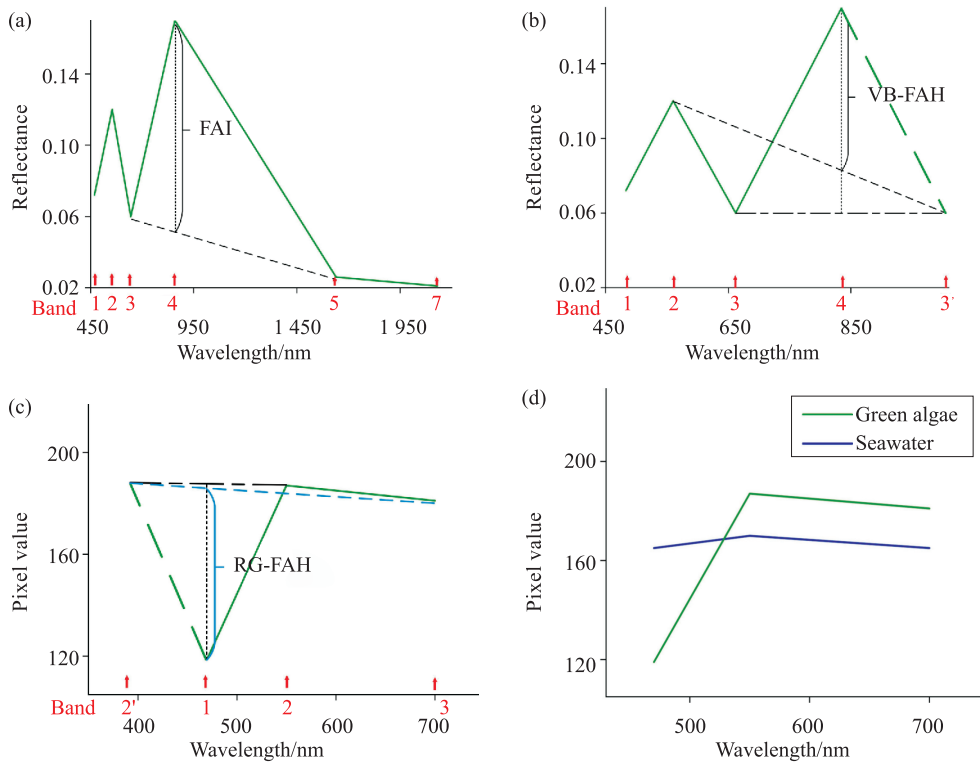 (a)
0.14
0.10
0.06
0.02
Reflectance
FAI
Band 1 2 3 4 5 7
450 950 1 450 1 950
Wavelength/nm
(b)
0.14
0.10
0.06
0.02
Reflectance
VB-FAH
Band 1 2 3 4 3'
450 650 850
Wavelength/nm
(c)
200
160
120
Pixel value
RG-FAH
Band 2' 1 2 3
400 500 600 700
Wavelength/nm
(d)
Green algae
Seawater
200
160
120
Pixel value
500 600 700
Wavelength/nm